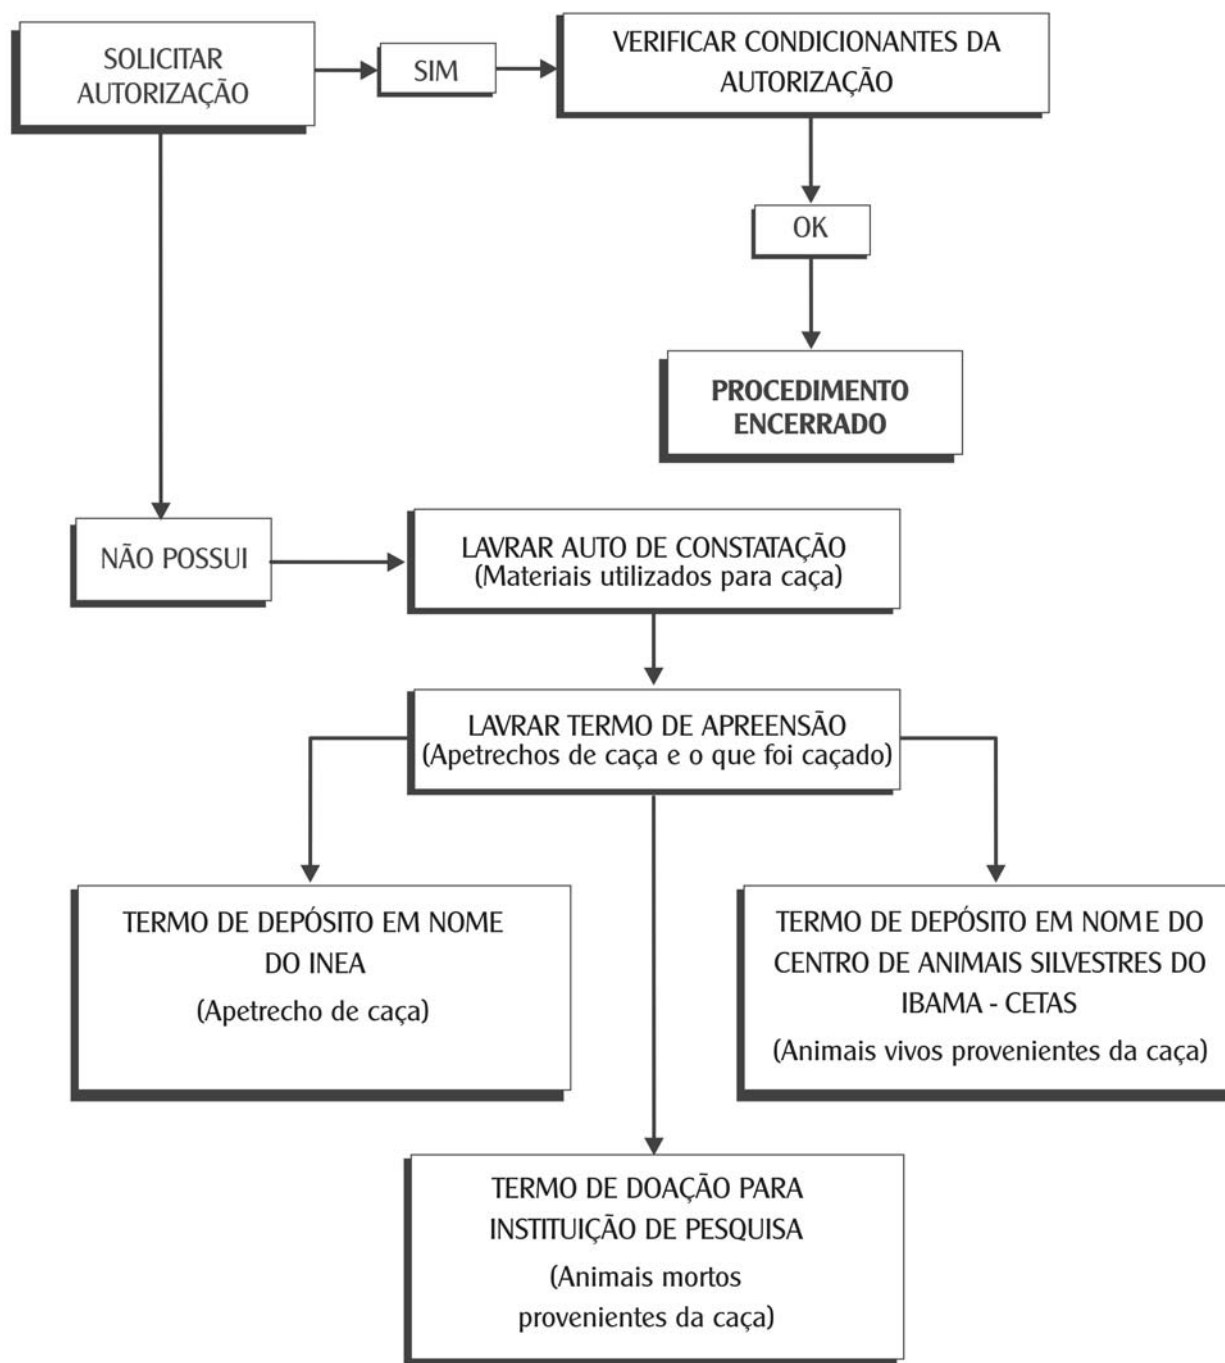 SOLICITAR
AUTORIZAÇÃO
SIM
VERIFICAR CONDICIONANTES DA
AUTORIZAÇÃO
OK
PROCEDIMENTO
ENCERRADO
NÃO POSSUI
LAVRAR AUTO DE CONSTATAÇÃO
(Materiais utilizados para caça)
LAVRAR TERMO DE APREENSÃO
(Apetrechos de caça e o que foi caçado)
TERMO DE DEPÓSITO EM NOME
DO INEA
(Apetrecho de caça)
TERMO DE DEPÓSITO EM NOME DO
CENTRO DE ANIMAIS SILVESTRES DO
IBAMA - CETAS
(Animais vivos provenientes da caça)
TERMO DE DOAÇÃO PARA
INSTITUIÇÃO DE PESQUISA
(Animais mortos
provenientes da caça)